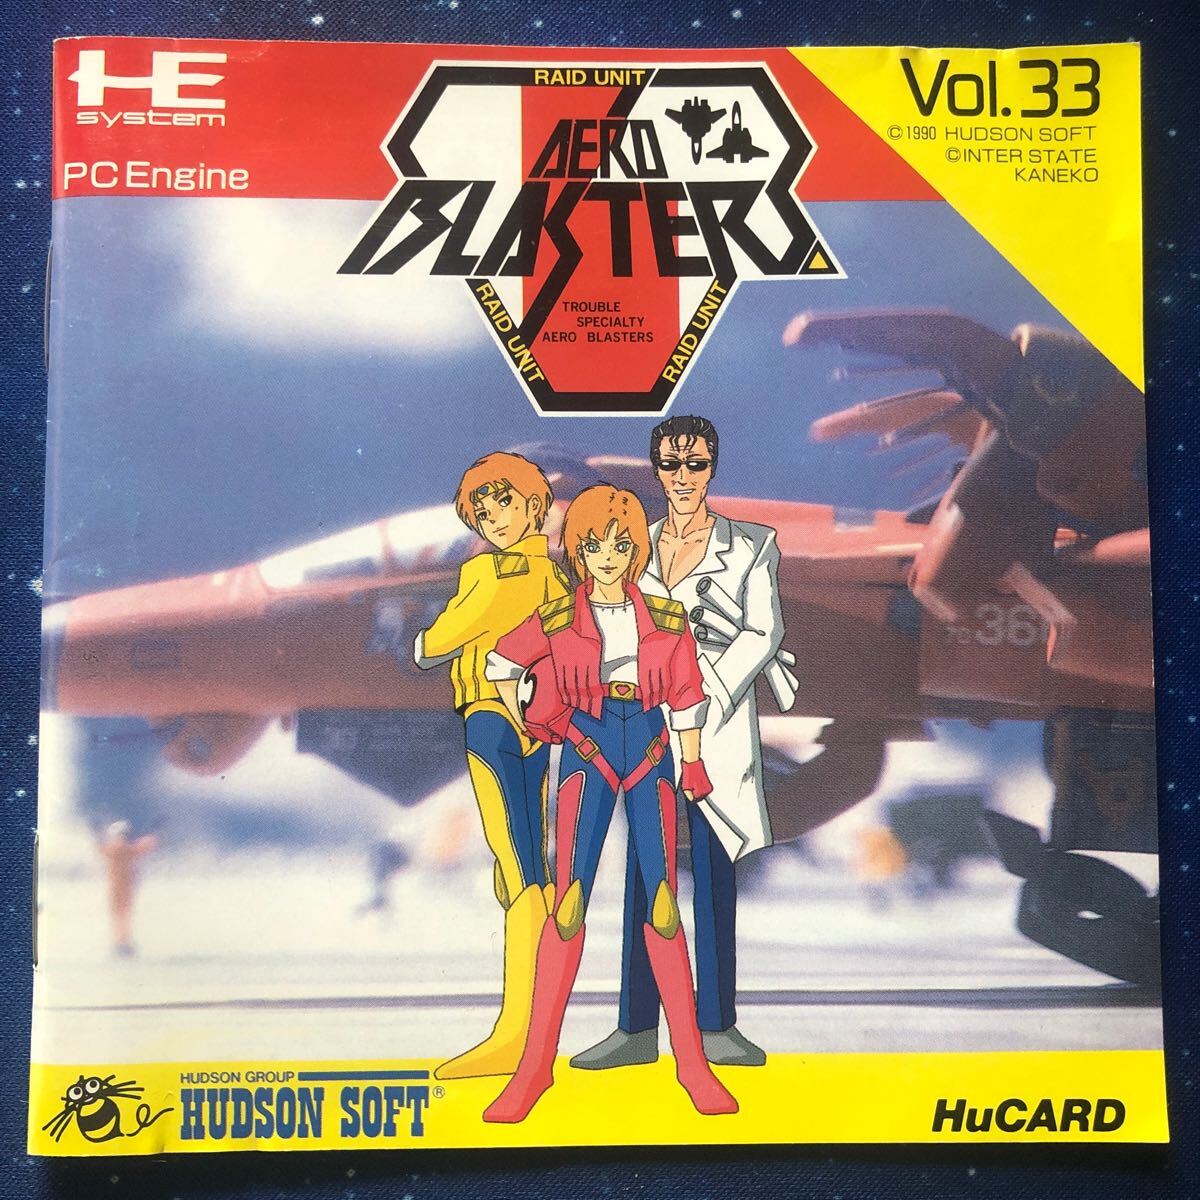 HE
system
PC Engine
RAID UNIT
AERO
BLASTERS
RAID UNIT
RAID UNIT
TROUBLE
SPECIALTY
AERO BLASTERS
Vol.33
©1990 HUDSON SOFT
©INTER STATE
KANEKO
36
HUDSON GROUP
HUDSON SOFT®
HuCARD